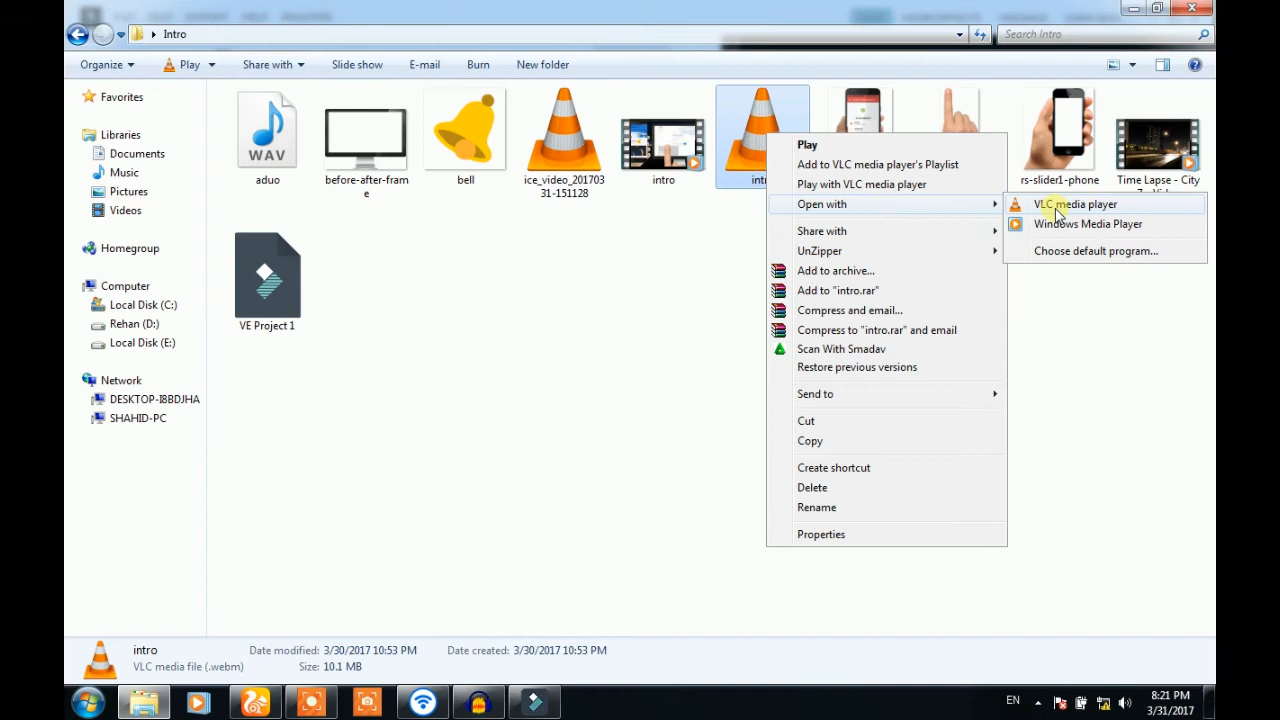 Intro
Search Intro
Organize
Play
Share with
Slide show
E-mail
Burn
New folder
Favorites
Libraries
Documents
Music
Pictures
Videos
Homegroup
Computer
Local Disk (C:)
Rehan (D:)
Local Disk (E:)
Network
DESKTOP-I8BDJHA
SHAHID-PC
WAV
aduo
before-after-fram
e
bell
ice_video_201703
31-151128
intro
intr
rs-slider1-phone
Time Lapse - City
VE Project 1
Play
Add to VLC media player's Playlist
Play with VLC media player
Open with
Share with
UnZipper
Add to archive...
Add to "intro.rar"
Compress and email...
Compress to "intro.rar" and email
Scan With Smadav
Restore previous versions
Send to
Cut
Copy
Create shortcut
Delete
Rename
Properties
VLC media player
Windows Media Player
Choose default program...
intro
Date modified: 3/30/2017 10:53 PM
Date created: 3/30/2017 10:53 PM
VLC media file (.webm)
Size: 10.1 MB
EN
8:21 PM
3/31/2017